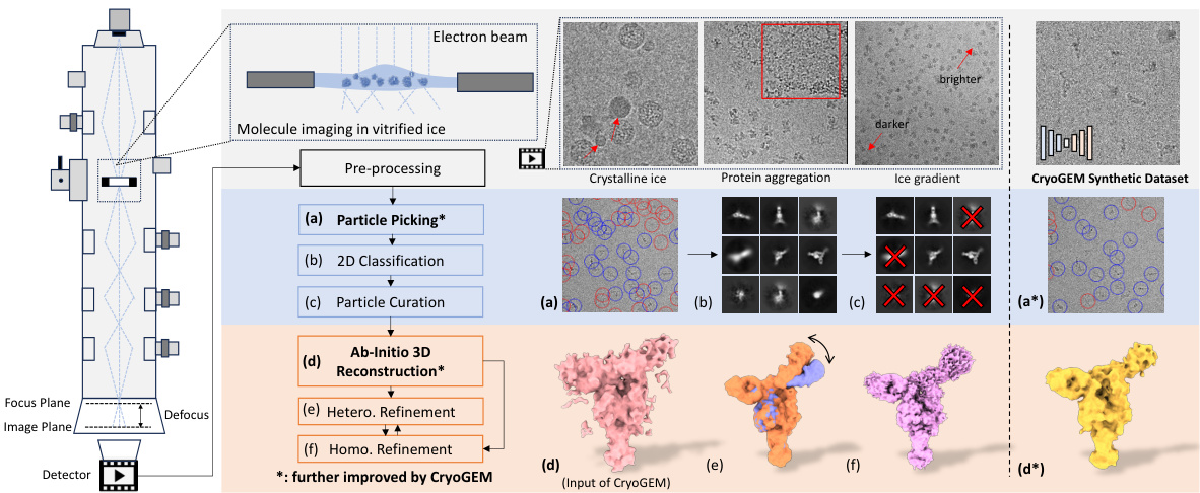 Electron beam
Molecule imaging in vitrified ice
brighter
darker
Crystalline ice
Protein aggregation
Ice gradient
CryoGEM Synthetic Dataset
Pre-processing
(a) Particle Picking*
(b) 2D Classification
(c) Particle Curation
(a)
(b)
(c)
(a*)
(d) Ab-Initio 3D
Reconstruction*
(e) Hetero. Refinement
(f) Homo. Refinement
*: further improved by CryoGEM
(d)
(Input of CryoGEM)
(e)
(f)
(d*)
Focus Plane
Image Plane
Defocus
Detector